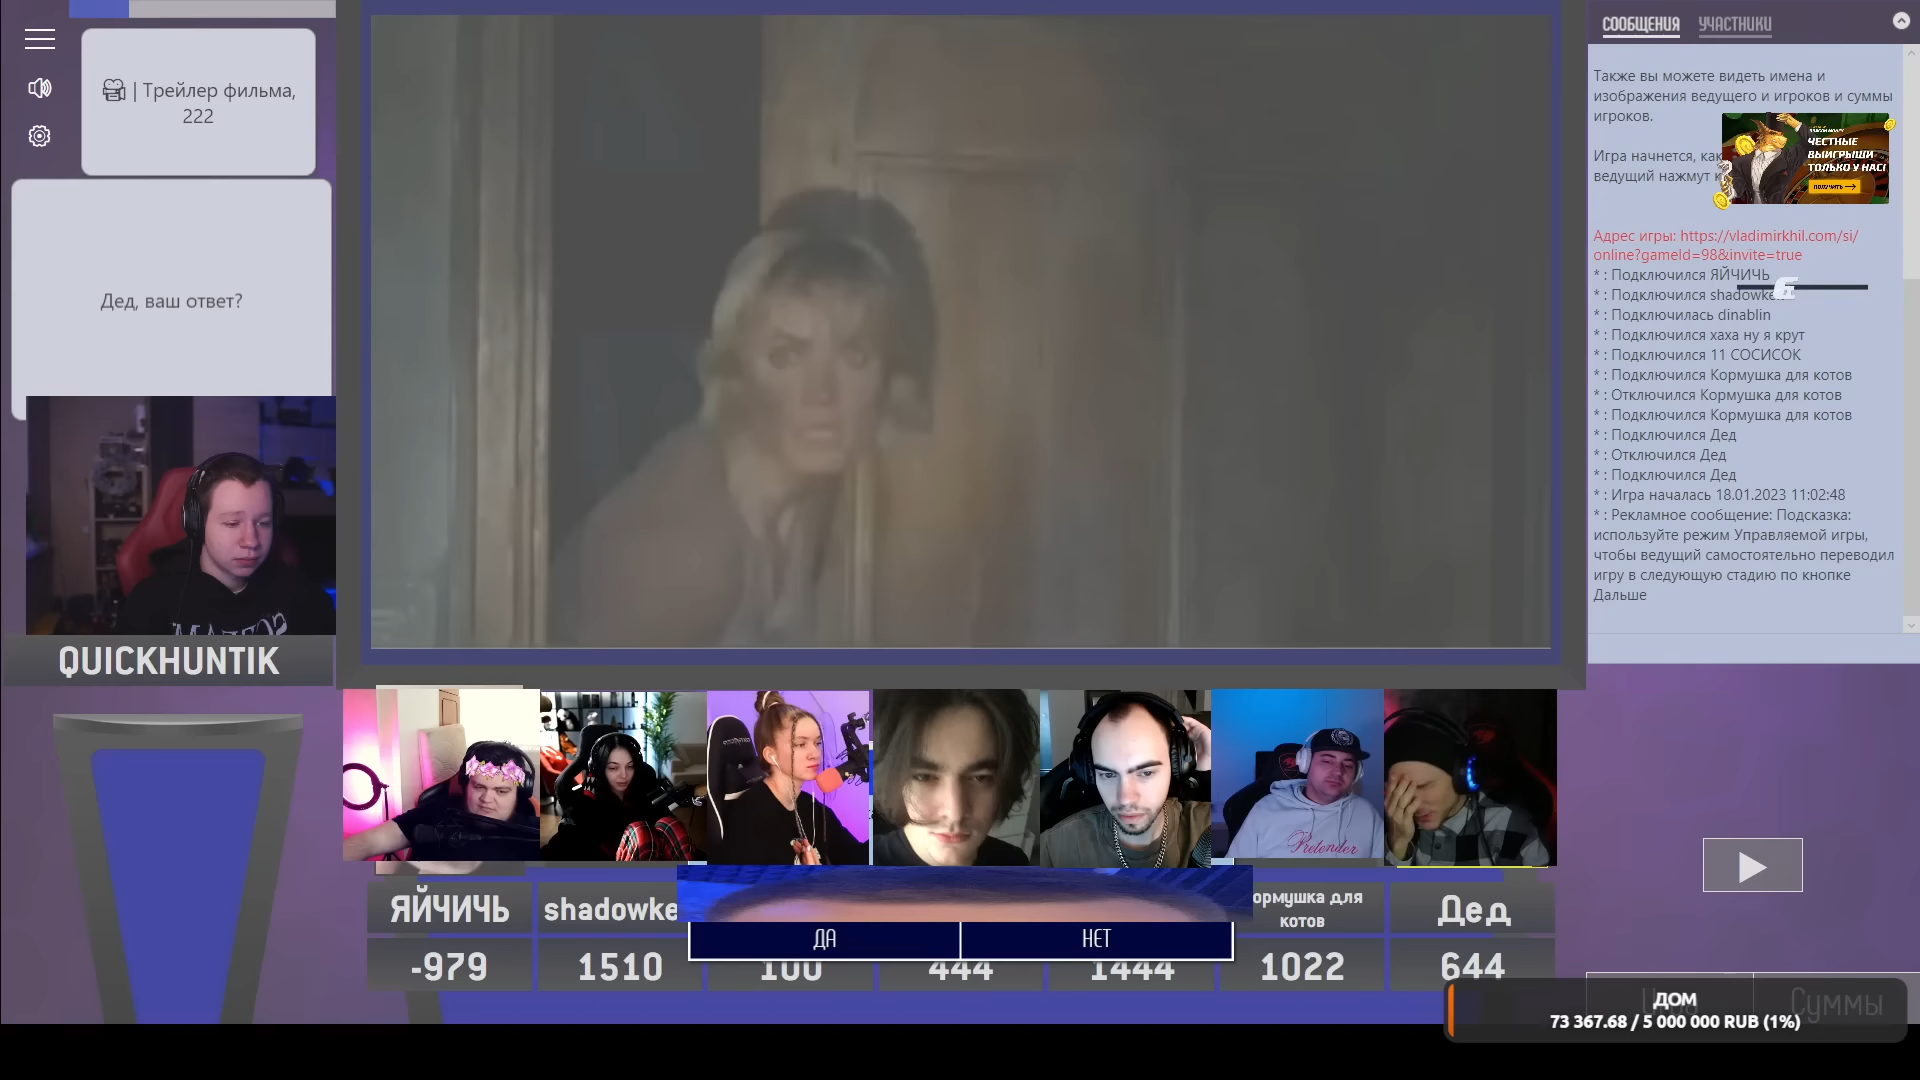 | Трейлер фильма,
222
Дед, ваш ответ?
QUICKHUNTIK
СООБЩЕНИЯ
УЧАСТНИКИ
Также вы можете видеть имена и
изображения ведущего и игроков и суммы
игроков.
Игра начнется, как
ведущий нажмут к
ЧЕСТНЫЕ
ВЫИГРЫШИ
ТОЛЬКО У НАС!
ПОЛУЧИТЬ
Адрес игры: https://vladimirkhil.com/si/
online?gameId=98&invite=true
* : Подключился ЯЙЧИЧЬ
* : Подключился shadowke
* : Подключилась dinablin
* : Подключился хаха ну я крут
* : Подключился 11 СОСИСОК
* : Подключился Кормушка для котов
* : Отключился Кормушка для котов
* : Подключился Кормушка для котов
* : Подключился Дед
* : Отключился Дед
* : Подключился Дед
* : Игра началась 18.01.2023 11:02:48
* : Рекламное сообщение: Подсказка:
используйте режим Управляемой игры,
чтобы ведущий самостоятельно переводил
игру в следующую стадию по кнопке
Дальше
Pretender
ЯЙЧИЧЬ
shadowke
ормушка для
котов
Дед
ДА
НЕТ
-979
1510
100
444
1444
1022
644
Суммы
ДОМ
73 367.68 / 5 000 000 RUB (1%)